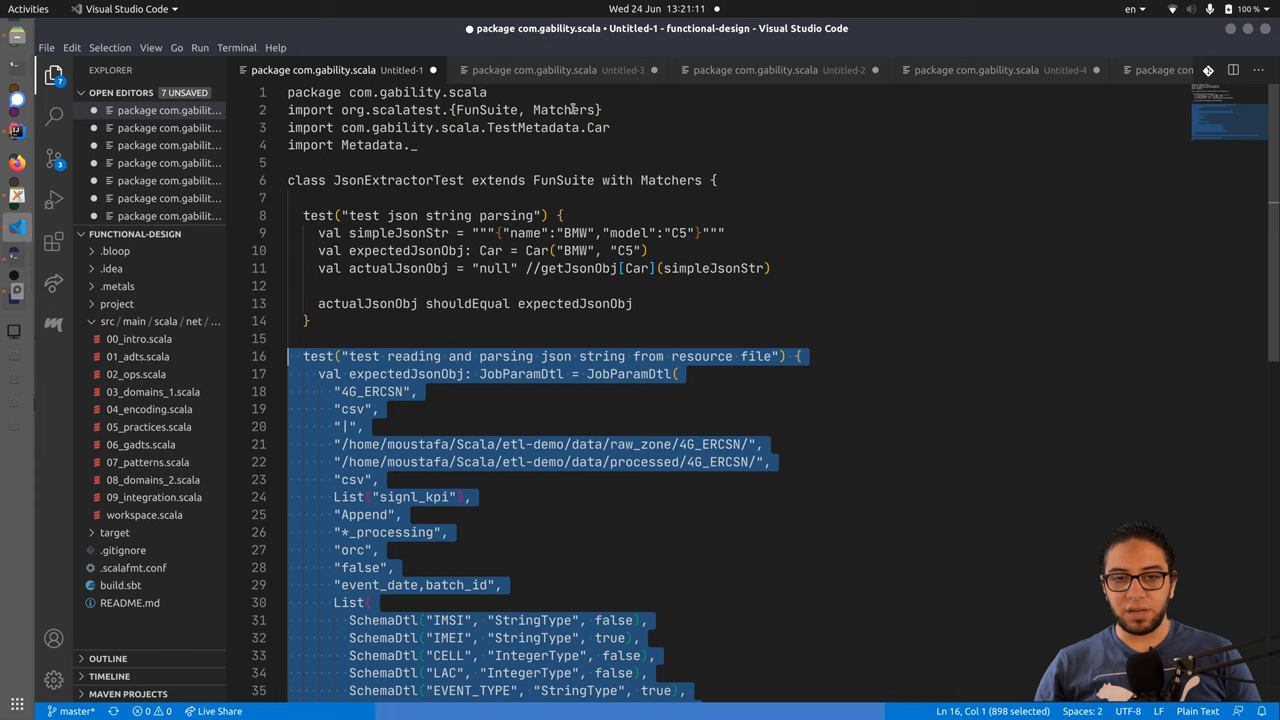 Activities
Visual Studio Code
Wed 24 Jun 13:21:11
en
100 %
package com.gability.scala • Untitled-1 - functional-design - Visual Studio Code
File Edit Selection View Go Run Terminal Help
EXPLORER
package com.gability.scala Untitled-1
package com.gability.scala Untitled-3
package com.gability.scala Untitled-2
package com.gability.scala Untitled-4
package com
7
3
OPEN EDITORS 7 UNSAVED
package com.gabilit...
package com.gabilit...
package com.gabilit...
package com.gabilit...
package com.gabilit...
package com.gabilit...
package com.gabilit...
FUNCTIONAL-DESIGN
.bloop
.idea
.metals
project
src / main / scala / net / ...
00_intro.scala
01_adts.scala
02_ops.scala
03_domains_1.scala
04_encoding.scala
05_practices.scala
06_gadts.scala
07_patterns.scala
08_domains_2.scala
09_integration.scala
workspace.scala
target
.gitignore
.scalafmt.conf
build.sbt
README.md
OUTLINE
TIMELINE
MAVEN PROJECTS
1 package com.gability.scala
2 import org.scalatest.{FunSuite, Matchers}
3 import com.gability.scala.TestMetadata.Car
4 import Metadata._
5
6 class JsonExtractorTest extends FunSuite with Matchers {
7
8 test("test json string parsing") {
9 val simpleJsonStr = """{"name":"BMW","model":"C5"}"""
10 val expectedJsonObj: Car = Car("BMW", "C5")
11 val actualJsonObj = "null" //getJsonObj[Car](simpleJsonStr)
12
13 actualJsonObj shouldEqual expectedJsonObj
14 }
15
16 test("test reading and parsing json string from resource file") {
17 val expectedJsonObj: JobParamDtl = JobParamDtl(
18 "4G_ERCSN",
19 "csv",
20 "|",
21 "/home/moustafa/Scala/etl-demo/data/raw_zone/4G_ERCSN/",
22 "/home/moustafa/Scala/etl-demo/data/processed/4G_ERCSN/",
23 "csv",
24 List("signl_kpi"),
25 "Append",
26 "*_processing",
27 "orc",
28 "false",
29 "event_date,batch_id",
30 List(
31 SchemaDtl("IMSI", "StringType", false),
32 SchemaDtl("IMEI", "StringType", true),
33 SchemaDtl("CELL", "IntegerType", false),
34 SchemaDtl("LAC", "IntegerType", false),
35 SchemaDtl("EVENT_TYPE", "StringType", true),
master*
0
0
Live Share
Ln 16, Col 1 (898 selected)
Spaces: 2
UTF-8
LF
Plain Text